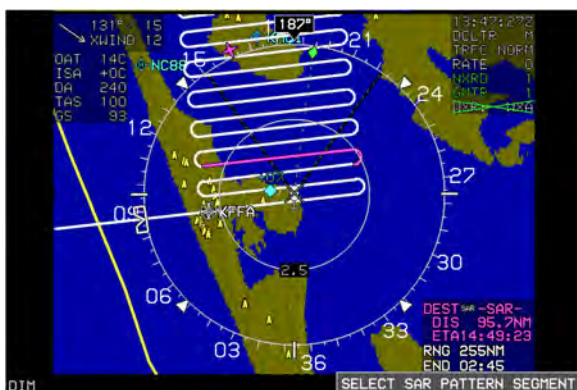 131° 15
XWIND 12
OAT 14C
ISA +0C
DA 240
TAS 100
GS 93
187°
13:47:27Z
DCLTR M
TRFC NORM
RATE 0
NXRD 1
GMTR 1
15
21
24
12
27
09
30
06
33
03
36
KFFA
2.5
DEST SAR -SAR-
DIS 95.7NM
ETA14:49:23
RNG 255NM
END 02:45
DIM
SELECT SAR PATTERN SEGMENT